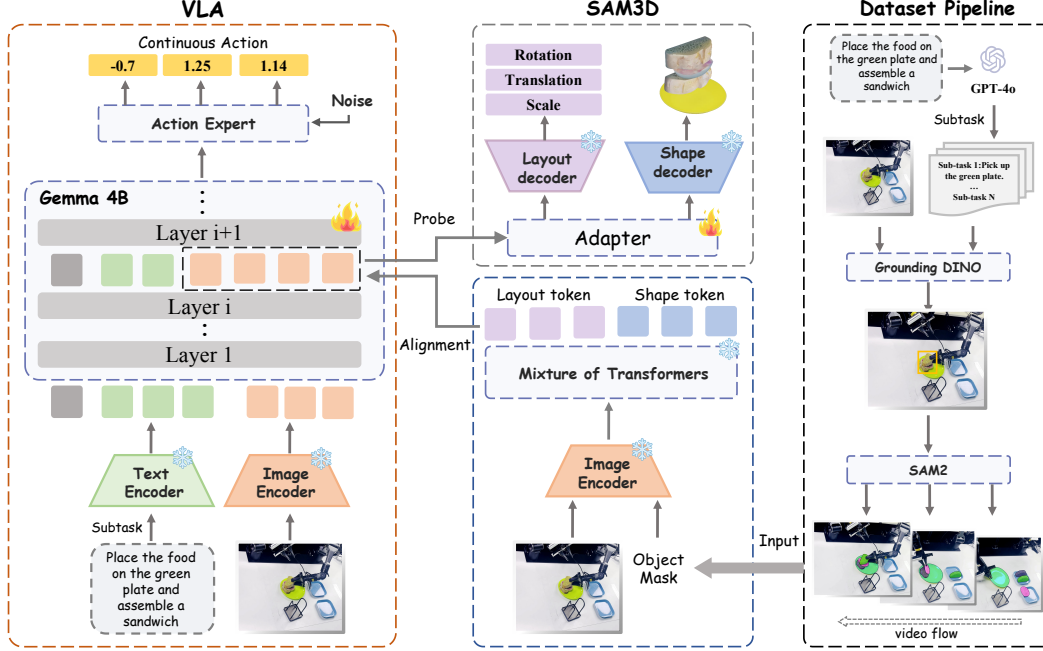 VLA
Continuous Action
-0.7
1.25
1.14
Action Expert
Noise
Gemma 4B
Layer i+1
Layer i
Layer 1
Text
Encoder
Image
Encoder
Subtask
Place the food
on the green
plate and
assemble a
sandwich
Probe
Alignment
SAM3D
Rotation
Translation
Scale
Layout
decoder
Shape
decoder
Adapter
Layout token
Shape token
Mixture of Transformers
Image
Encoder
Object
Mask
Input
Dataset Pipeline
Place the food on
the green plate and
assemble a
sandwich
GPT-4o
Subtask
Sub-task 1:Pick up
the green plate.
...
Sub-task N
Grounding DINO
SAM2
video flow